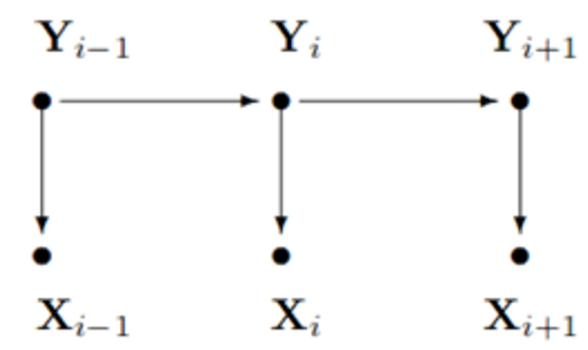 Y_{i−1} Y_i Y_{i+1}
X_{i−1} X_i X_{i+1}